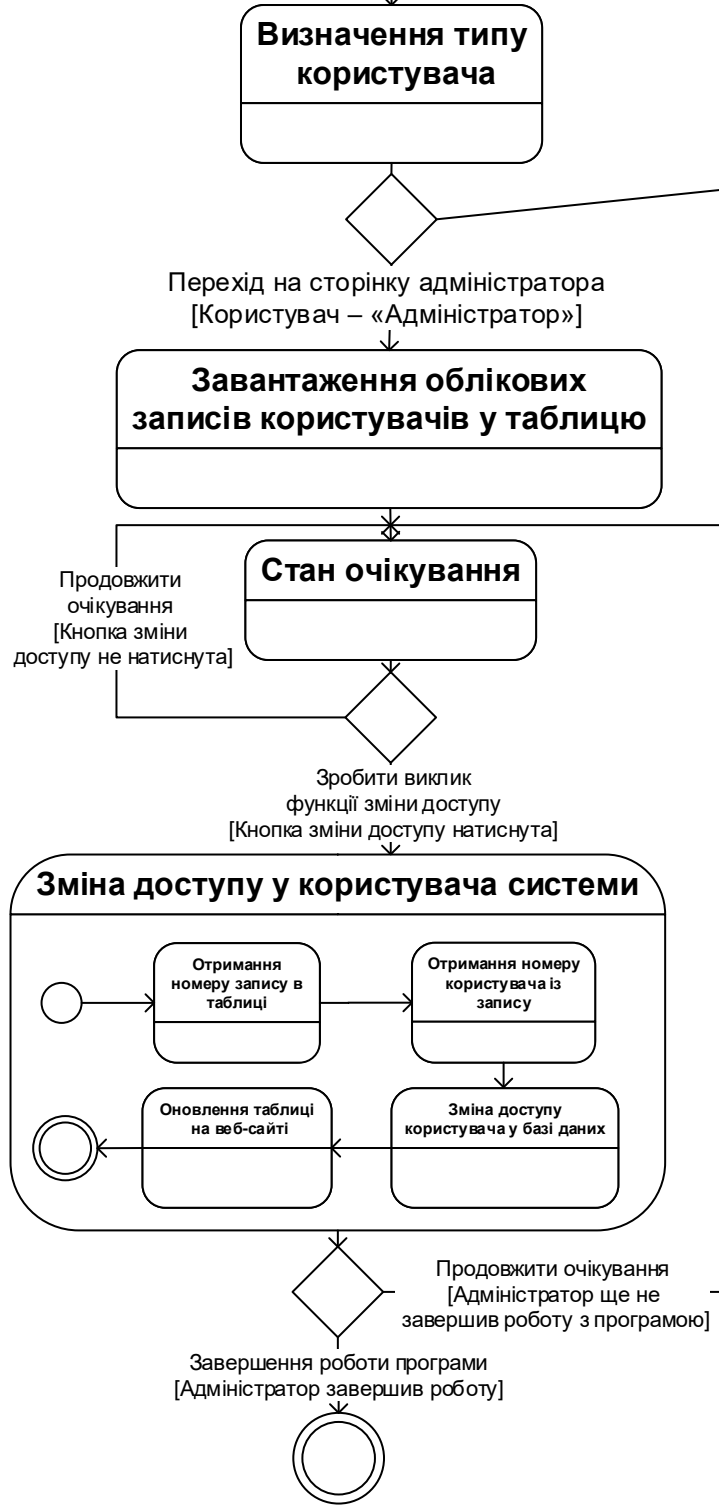 Визначення типу
користувача
Перехід на сторінку адміністратора
[Користувач – «Адміністратор»]
Завантаження облікових
записів користувачів у таблицю
Стан очікування
Продовжити
очікування
[Кнопка зміни
доступу не натиснута]
Зробити виклик
функції зміни доступу
[Кнопка зміни доступу натиснута]
Зміна доступу у користувача системи
Отримання
номеру запису в
таблиці
Отримання номеру
користувача із
запису
Оновлення таблиці
на веб-сайті
Зміна доступу
користувача у базі даних
Продовжити очікування
[Адміністратор ще не
завершив роботу з програмою]
Завершення роботи програми
[Адміністратор завершив роботу]